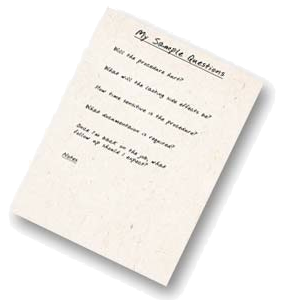 My Sample Questions
Will the procedure hurt?
What will the lasting side effects be?
How time sensitive is the procedure?
What documentation is required?
Once I'm back on the job, what
follow up should I expect?
Notes